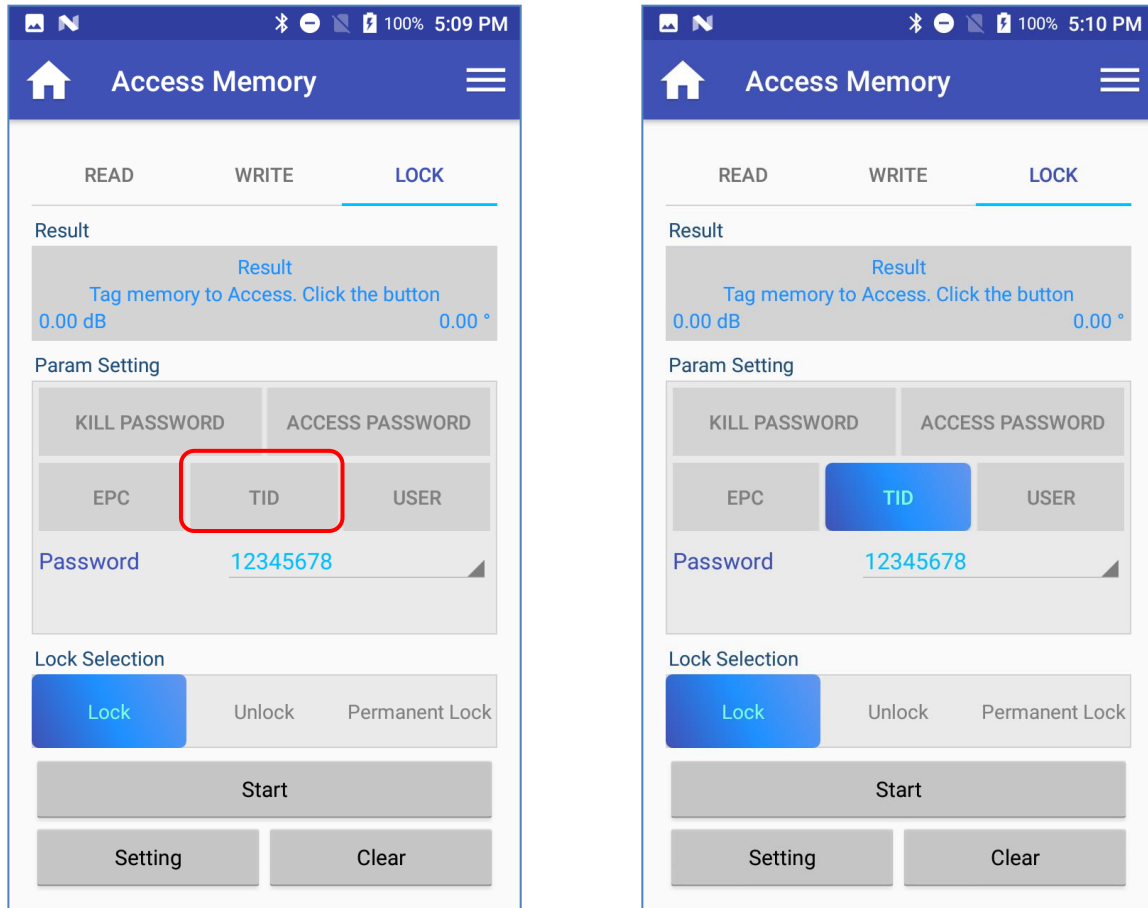 100% 5:09 PM
Access Memory
READ WRITE LOCK
Result
Result
Tag memory to Access. Click the button
0.00 dB 0.00 °
Param Setting
KILL PASSWORD ACCESS PASSWORD
EPC TID USER
Password 12345678
Lock Selection
Lock Unlock Permanent Lock
Start
Setting Clear
100% 5:10 PM
Access Memory
READ WRITE LOCK
Result
Result
Tag memory to Access. Click the button
0.00 dB 0.00 °
Param Setting
KILL PASSWORD ACCESS PASSWORD
EPC TID USER
Password 12345678
Lock Selection
Lock Unlock Permanent Lock
Start
Setting Clear